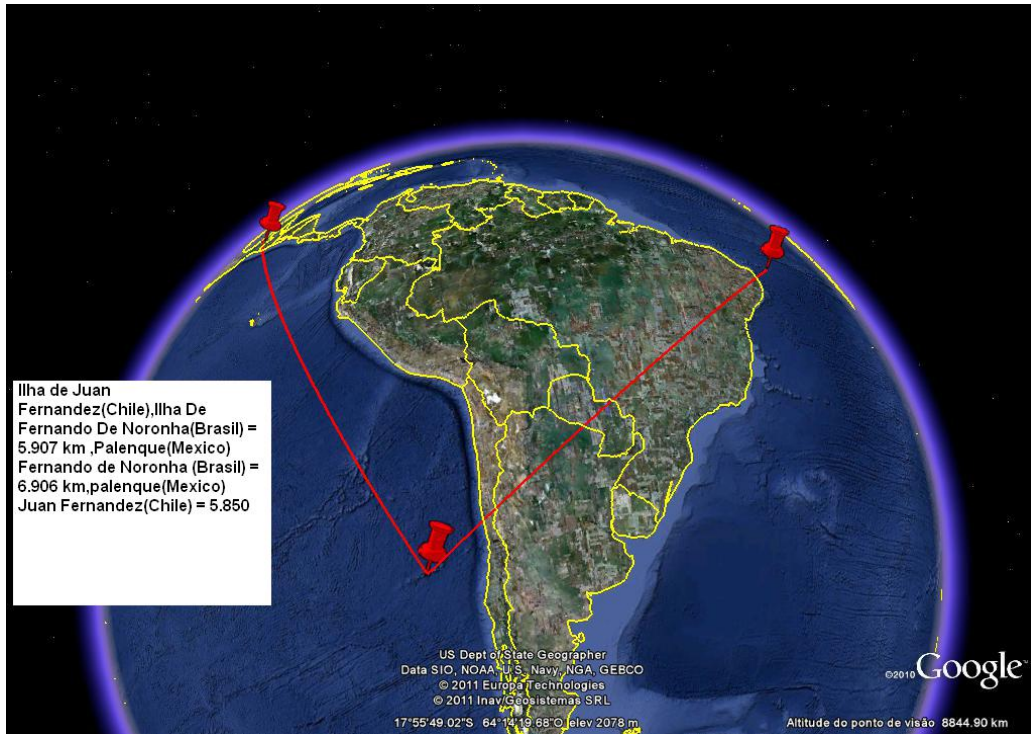 Ilha de Juan
Fernandez(Chile),Ilha De
Fernando De Noronha(Brasil) =
5.907 km ,Palenque(Mexico)
Fernando de Noronha (Brasil) =
6.906 km,palenque(Mexico)
Juan Fernandez(Chile) = 5.850
US Dept of State Geographer
Data SIO, NOAA, U.S. Navy, NGA, GEBCO
© 2011 Europa Technologies
© 2011 Inav/Geosistemas SRL
©2010 Google
17°55'49.02"S 64°14'19.68"O elev 2078 m
Altitude do ponto de visão 8844.90 km